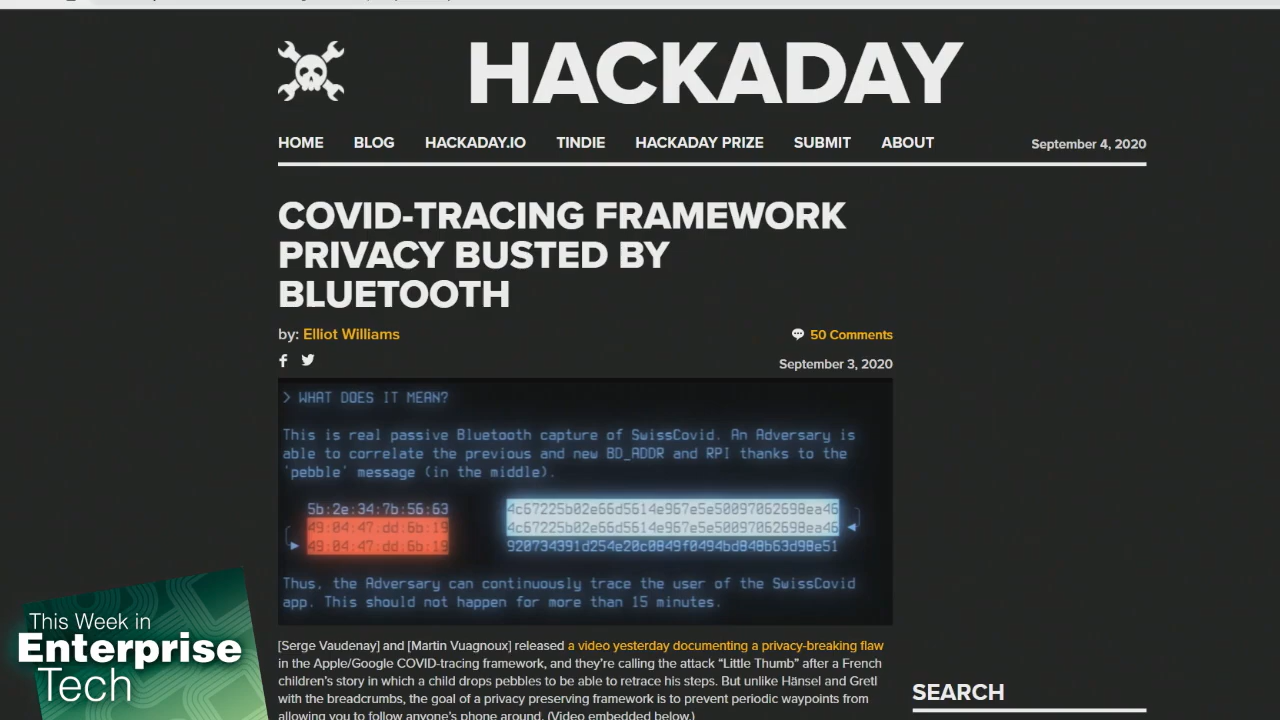 HACKADAY
HOME BLOG HACKADAY.IO TINDIE HACKADAY PRIZE SUBMIT ABOUT September 4, 2020
COVID-TRACING FRAMEWORK
PRIVACY BUSTED BY
BLUETOOTH
by: Elliot Williams
50 Comments
September 3, 2020
> WHAT DOES IT MEAN?
This is real passive Bluetooth capture of SwissCovid. An Adversary is
able to correlate the previous and new BD_ADDR and RPI thanks to the
'pebble' message (in the middle).
5b:2e:34:7b:56:63 4c67225b02e66d5614e967e5e50097062698ea46
49:04:47:dd:6b:19 4c67225b02e66d5614e967e5e50097062698ea46
49:04:47:dd:6b:19 920734391d254e20c0849f0494bd848b63d98e51
Thus, the Adversary can continuously trace the user of the SwissCovid
app. This should not happen for more than 15 minutes.
[Serge Vaudenay] and [Martin Vuagnoux] released a video yesterday documenting a privacy-breaking flaw
in the Apple/Google COVID-tracing framework, and they're calling the attack “Little Thumb” after a French
children's story in which a child drops pebbles to be able to retrace his steps. But unlike Hänsel and Gretl
with the breadcrumbs, the goal of a privacy preserving framework is to prevent periodic waypoints from
allowing you to follow anyone's phone around. (Video embedded below.)
SEARCH
This Week in
Enterprise
Tech